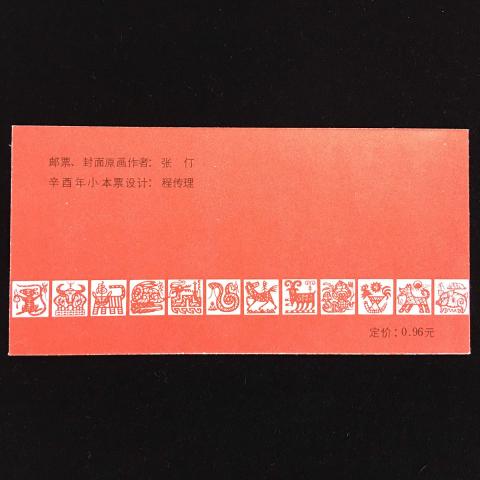 邮票、封面原画作者：张 仃
辛酉年小本票设计：程传理
定价：0.96元